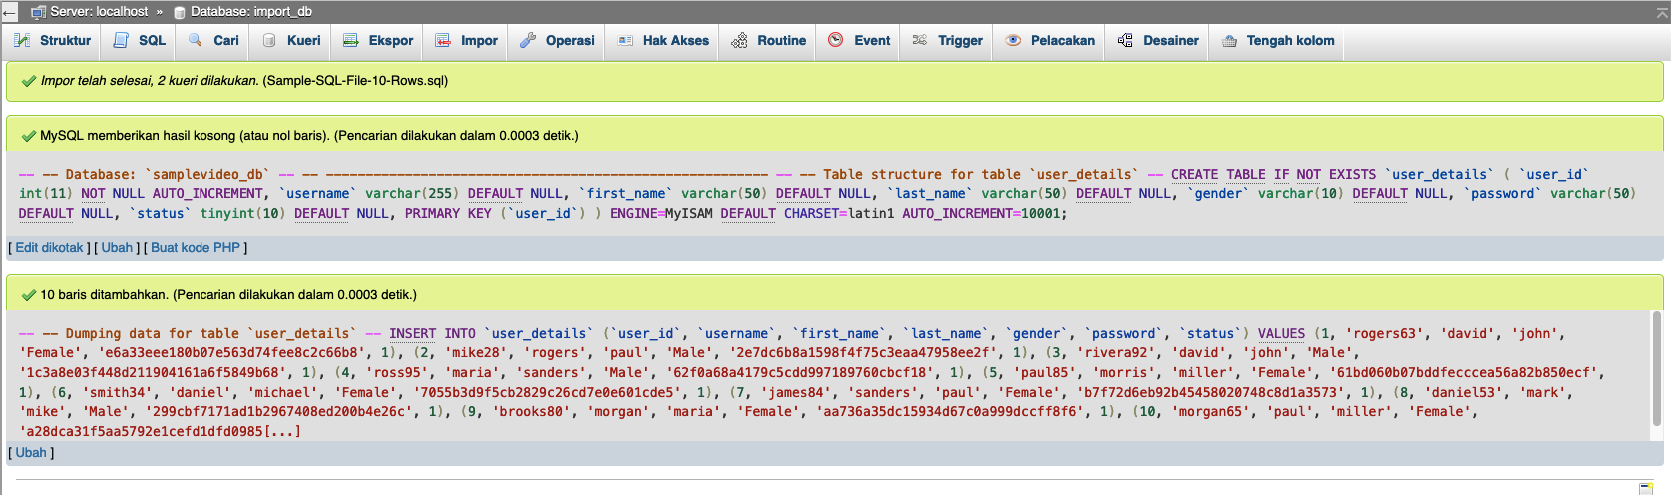 Server: localhost » Database: import_db
Struktur SQL Cari Kueri Ekspor Impor Operasi Hak Akses Routine Event Trigger Pelacakan Desainer Tengah kolom
Impor telah selesai, 2 kueri dilakukan. (Sample-SQL-File-10-Rows.sql)
MySQL memberikan hasil kosong (atau nol baris). (Pencarian dilakukan dalam 0.0003 detik.)
-- -- Database: `samplevideo_db` -- -- -------------------------------------------------------- -- -- Table structure for table `user_details` -- CREATE TABLE IF NOT EXISTS `user_details` ( `user_id`
int(11) NOT NULL AUTO_INCREMENT, `username` varchar(255) DEFAULT NULL, `first_name` varchar(50) DEFAULT NULL, `last_name` varchar(50) DEFAULT NULL, `gender` varchar(10) DEFAULT NULL, `password` varchar(50)
DEFAULT NULL, `status` tinyint(10) DEFAULT NULL, PRIMARY KEY (`user_id`) ) ENGINE=MyISAM DEFAULT CHARSET=latin1 AUTO_INCREMENT=10001;
[ Edit dikotak ] [ Ubah ] [ Buat kode PHP ]
10 baris ditambahkan. (Pencarian dilakukan dalam 0.0003 detik.)
-- -- Dumping data for table `user_details` -- INSERT INTO `user_details` (`user_id`, `username`, `first_name`, `last_name`, `gender`, `password`, `status`) VALUES (1, 'rogers63', 'david', 'john',
'Female', 'e6a33eee180b07e563d74fee8c2c66b8', 1), (2, 'mike28', 'rogers', 'paul', 'Male', '2e7dc6b8a1598f4f75c3eaa47958ee2f', 1), (3, 'rivera92', 'david', 'john', 'Male',
'1c3a8e03f448d211904161a6f5849b68', 1), (4, 'ross95', 'maria', 'sanders', 'Male', '62f0a68a4179c5cdd997189760cbcf18', 1), (5, 'paul85', 'morris', 'miller', 'Female', '61bd060b07bddfecccea56a82b850ecf',
1), (6, 'smith34', 'daniel', 'michael', 'Female', '7055b3d9f5cb2829c26cd7e0e601cde5', 1), (7, 'james84', 'sanders', 'paul', 'Female', 'b7f72d6eb92b45458020748c8d1a3573', 1), (8, 'daniel53', 'mark',
'mike', 'Male', '299cbf7171ad1b2967408ed200b4e26c', 1), (9, 'brooks80', 'morgan', 'maria', 'Female', 'aa736a35dc15934d67c0a999dccff8f6', 1), (10, 'morgan65', 'paul', 'miller', 'Female',
'a28dca31f5aa5792e1cefd1dfd0985[...]
[ Ubah ]